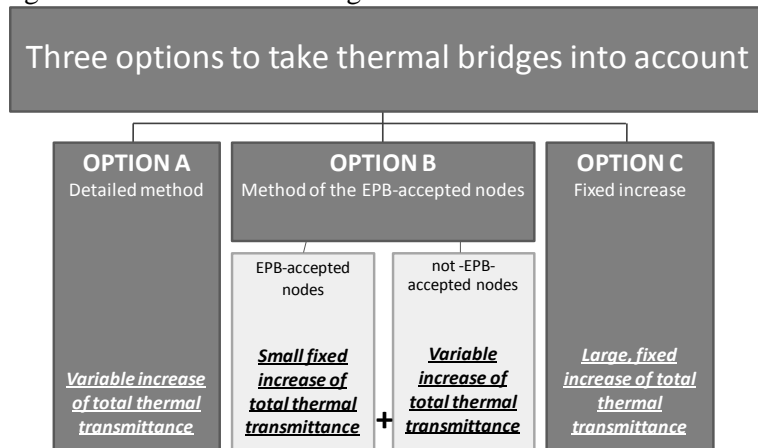 Three options to take thermal bridges into account
OPTION A
Detailed method
Variable increase
of total thermal
transmittance
OPTION B
Method of the EPB-accepted nodes
EPB-accepted
nodes
Small fixed
increase of
total thermal
transmittance
+
not -EPB-
accepted nodes
Variable
increase of
total thermal
transmittance
OPTION C
Fixed increase
Large, fixed
increase of total
thermal
transmittance